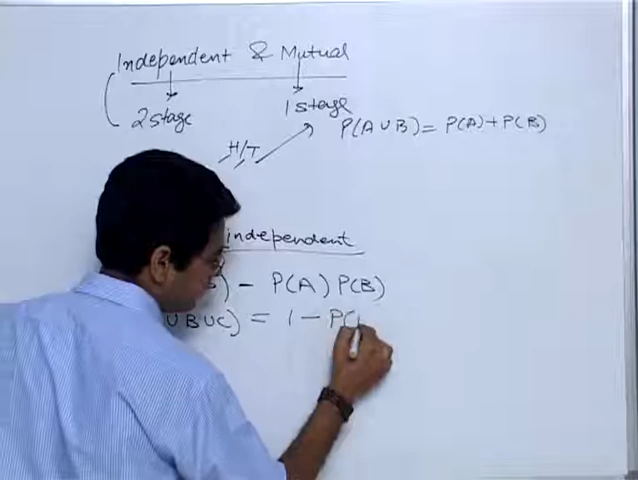 Independent & Mutual
2 stage
1 stage
P(A∪B) = P(A) + P(B)
H/T
independent
) - P(A) P(B)
∪B∪C) = 1 - P(